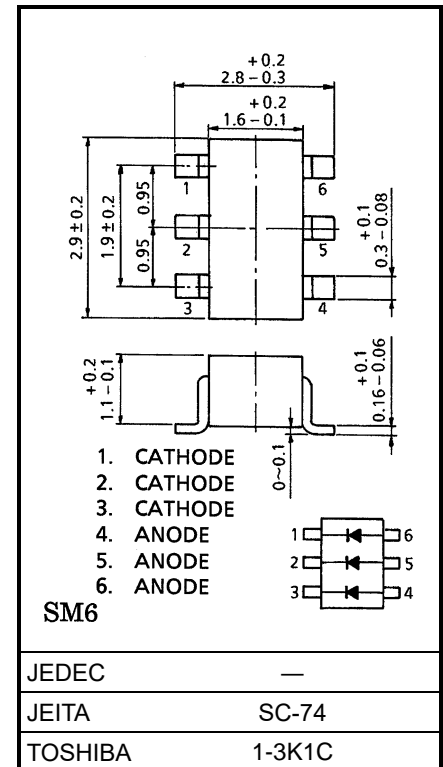 +0.2
2.8 – 0.3
+0.2
1.6 – 0.1
2.9 ± 0.2
1.9 ± 0.2
0.95
0.95
1
2
3
6
5
4
+0.1
0.3 – 0.08
+0.2
1.1 – 0.1
+0.1
0.16 – 0.06
0~0.1
1. CATHODE
2. CATHODE
3. CATHODE
4. ANODE
5. ANODE
6. ANODE
1 6
2 5
3 4
SM6
JEDEC —
JEITA SC-74
TOSHIBA 1-3K1C